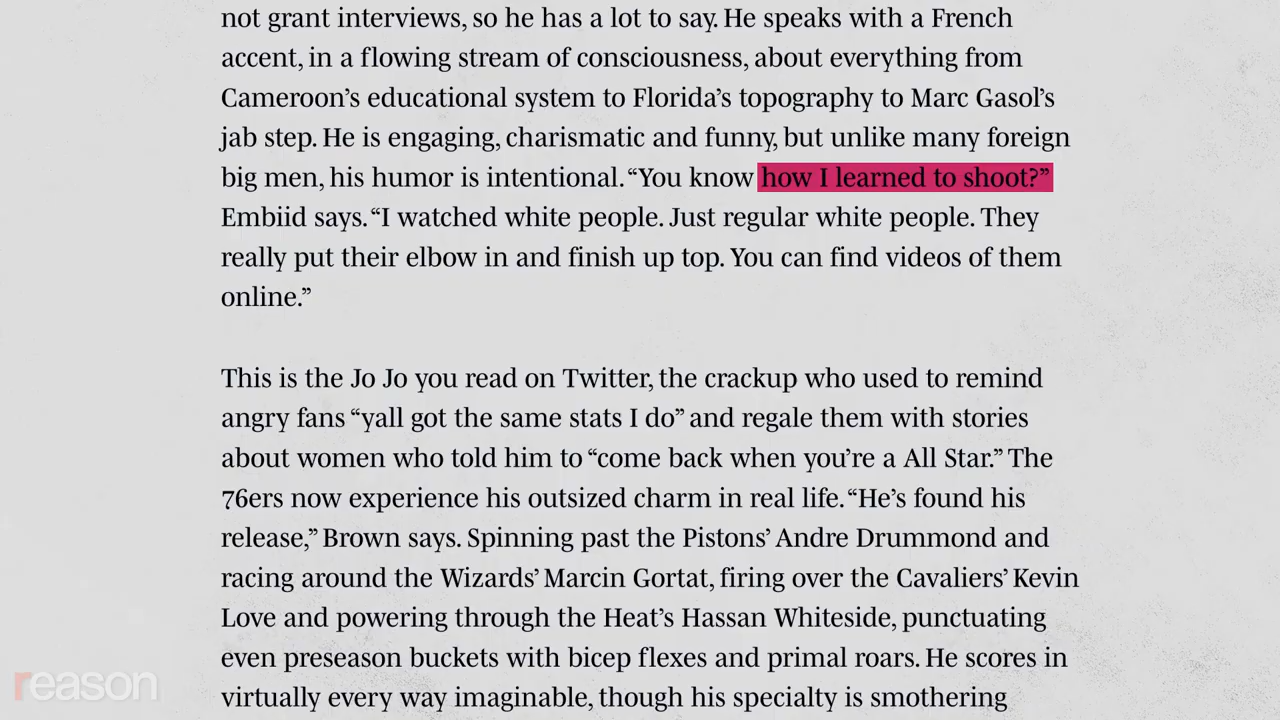 not grant interviews, so he has a lot to say. He speaks with a French
accent, in a flowing stream of consciousness, about everything from
Cameroon’s educational system to Florida’s topography to Marc Gasol’s
jab step. He is engaging, charismatic and funny, but unlike many foreign
big men, his humor is intentional. “You know how I learned to shoot?”
Embiid says. “I watched white people. Just regular white people. They
really put their elbow in and finish up top. You can find videos of them
online.”
This is the Jo Jo you read on Twitter, the crackup who used to remind
angry fans “yall got the same stats I do” and regale them with stories
about women who told him to “come back when you’re a All Star.” The
76ers now experience his outsized charm in real life. “He’s found his
release,” Brown says. Spinning past the Pistons’ Andre Drummond and
racing around the Wizards’ Marcin Gortat, firing over the Cavaliers’ Kevin
Love and powering through the Heat’s Hassan Whiteside, punctuating
even preseason buckets with bicep flexes and primal roars. He scores in
virtually every way imaginable, though his specialty is smothering
reason